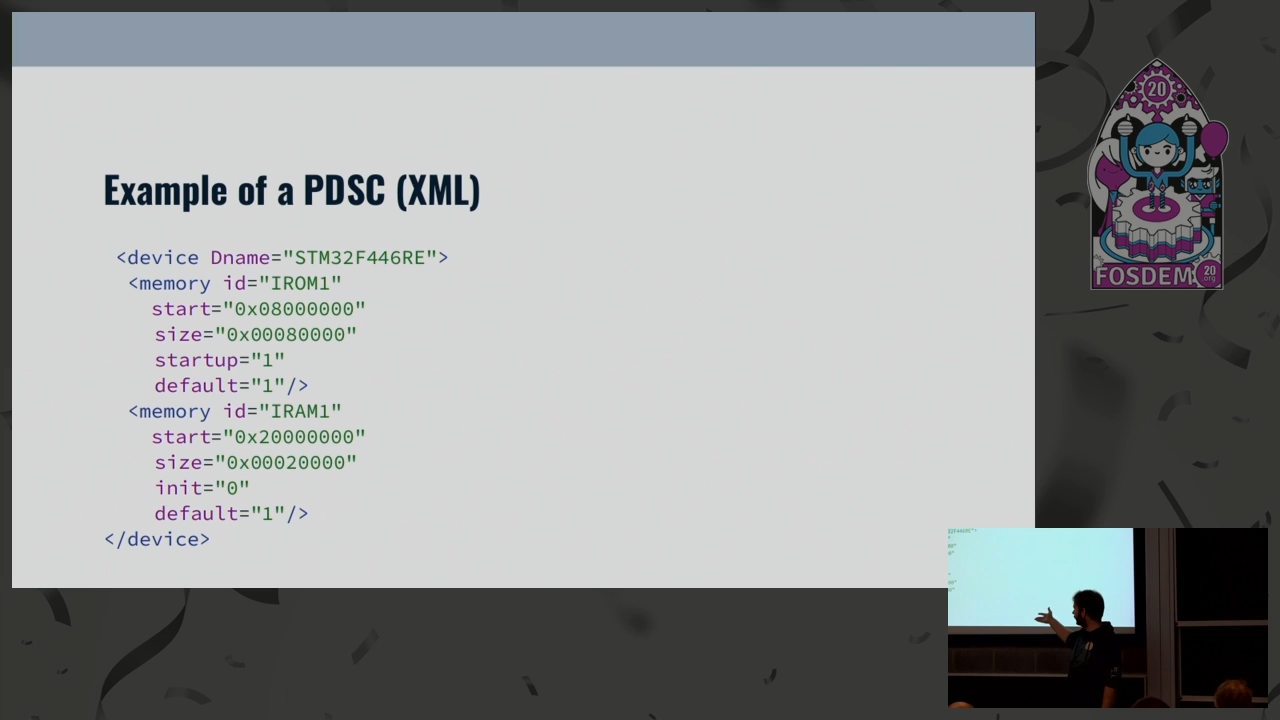 Example of a PDSC (XML)
<device Dname="STM32F446RE">
<memory id="IROM1"
start="0x08000000"
size="0x00080000"
startup="1"
default="1"/>
<memory id="IRAM1"
start="0x20000000"
size="0x00020000"
init="0"
default="1"/>
</device>
20
FOSDEM
20
.org